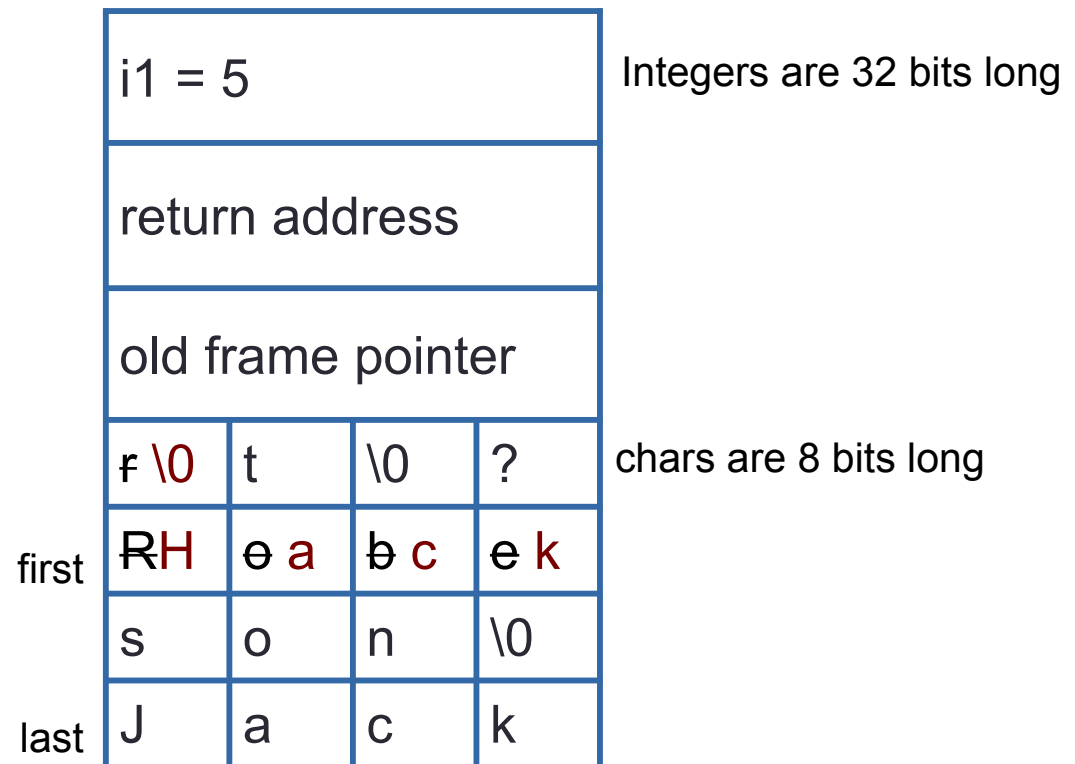 i1 = 5 Integers are 32 bits long
return address
old frame pointer
r \0 t \0 ? chars are 8 bits long
first RH o a b c e k
s o n \0
last J a c k